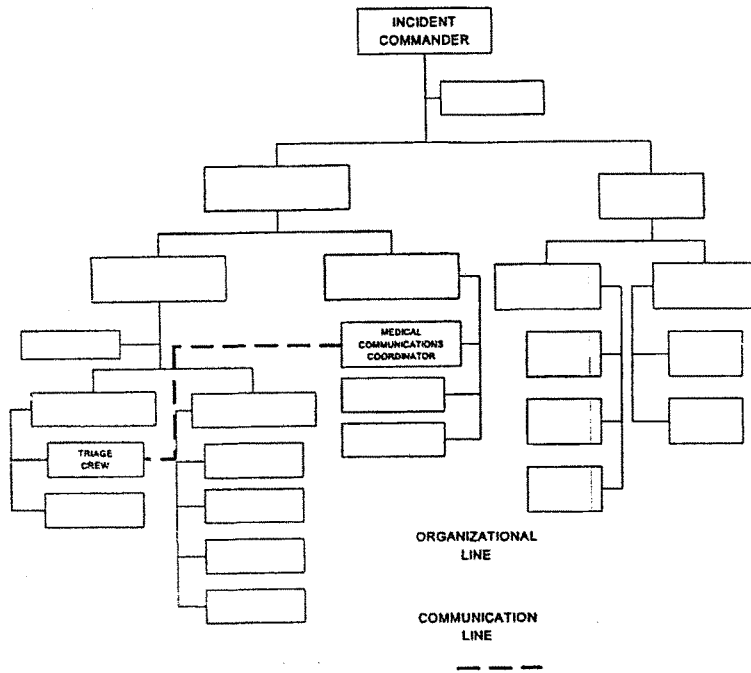 INCIDENT
COMMANDER
MEDICAL
COMMUNICATIONS
COORDINATOR
TRIAGE
CREW
ORGANIZATIONAL
LINE
COMMUNICATION
LINE